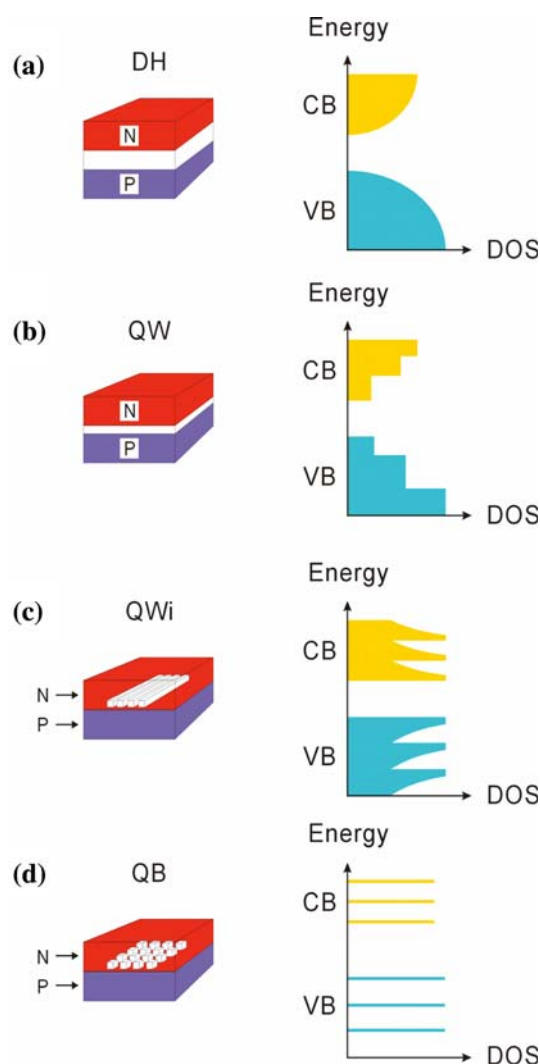 Energy
(a)
DH
CB
N
P
VB
DOS
Energy
(b)
QW
CB
N
P
VB
DOS
Energy
(c)
QWi
CB
N
P
VB
DOS
Energy
(d)
QB
CB
N
P
VB
DOS